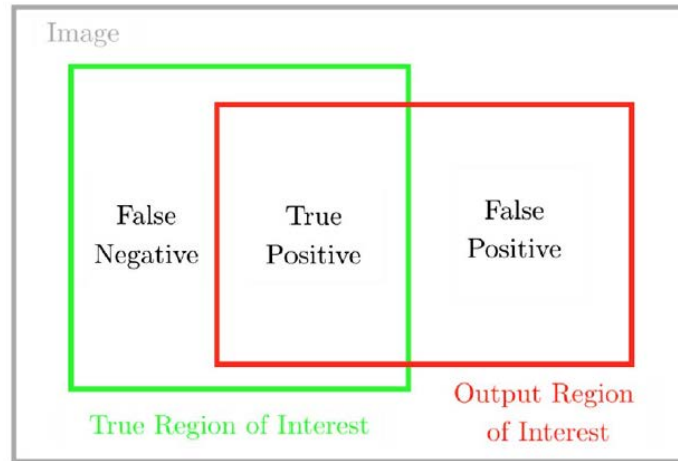 Image
False
Negative
True
Positive
False
Positive
True Region of Interest
Output Region
of Interest